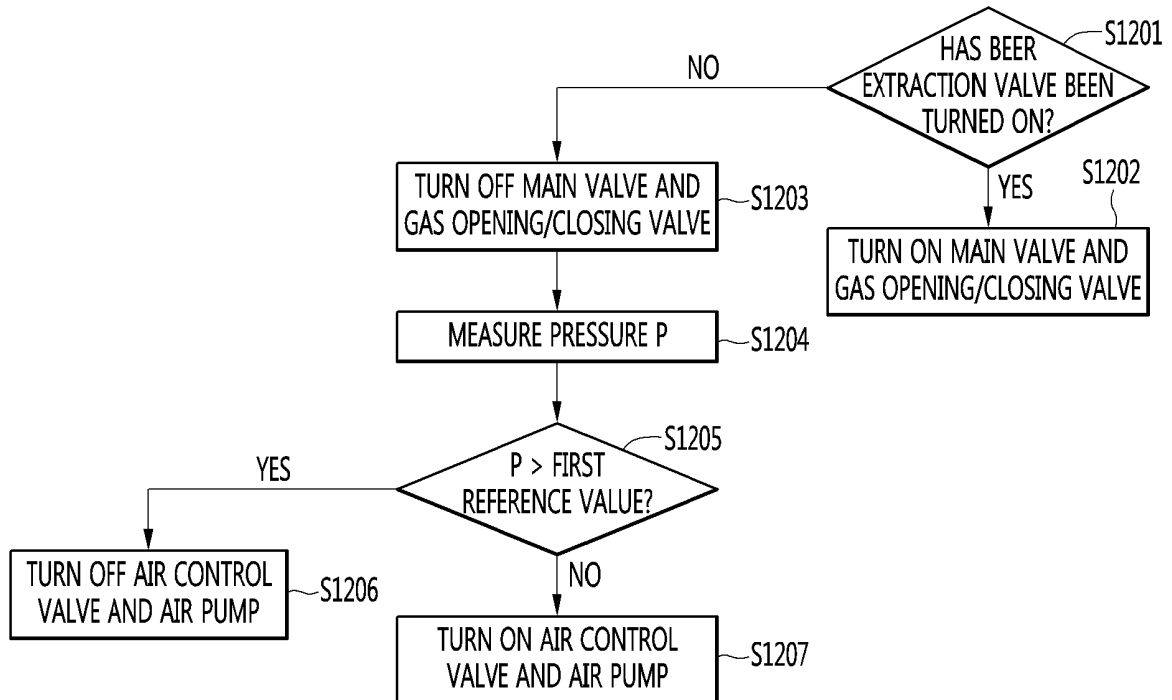 HAS BEER
EXTRACTION VALVE BEEN
TURNED ON?
S1201
NO
YES
S1202
TURN ON MAIN VALVE AND
GAS OPENING/CLOSING VALVE
TURN OFF MAIN VALVE AND
GAS OPENING/CLOSING VALVE
S1203
MEASURE PRESSURE P
S1204
P > FIRST
REFERENCE VALUE?
S1205
YES
TURN OFF AIR CONTROL
VALVE AND AIR PUMP
S1206
NO
TURN ON AIR CONTROL
VALVE AND AIR PUMP
S1207